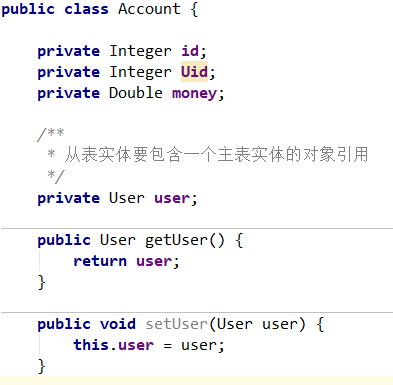 public class Account {
private Integer id;
private Integer Uid;
private Double money;
/**
* 从表实体要包含一个主表实体的对象引用
*/
private User user;
public User getUser() {
return user;
}
public void setUser(User user) {
this.user = user;
}